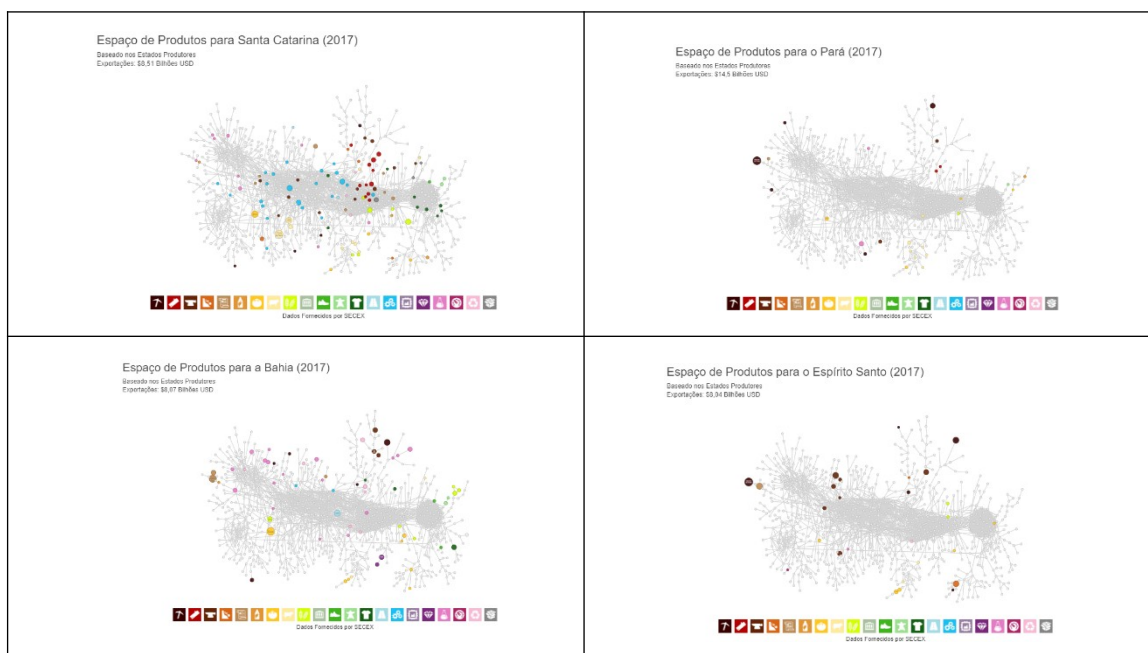 Espaço de Produtos para Santa Catarina (2017)
Baseado nos Estados Produtores
Exportações: $8,51 Bilhões USD
Dados Fornecidos por SECEX
Espaço de Produtos para o Pará (2017)
Baseado nos Estados Produtores
Exportações: $14,5 Bilhões USD
Dados Fornecidos por SECEX
Espaço de Produtos para a Bahia (2017)
Baseado nos Estados Produtores
Exportações: $8,07 Bilhões USD
Dados Fornecidos por SECEX
Espaço de Produtos para o Espírito Santo (2017)
Baseado nos Estados Produtores
Exportações: $8,04 Bilhões USD
Dados Fornecidos por SECEX